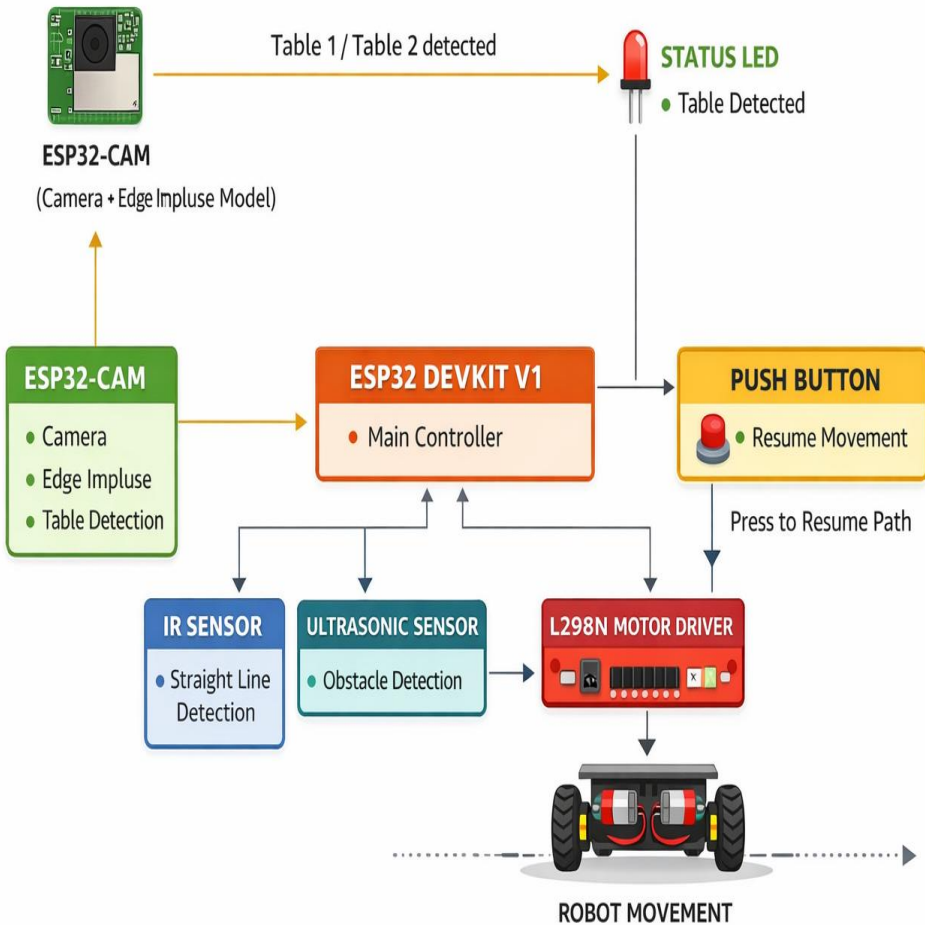 Table 1 / Table 2 detected
STATUS LED
Table Detected
ESP32-CAM
(Camera + Edge Impluse Model)
ESP32-CAM
Camera
Edge Impluse
Table Detection
ESP32 DEVKIT V1
Main Controller
PUSH BUTTON
Resume Movement
Press to Resume Path
IR SENSOR
Straight Line
Detection
ULTRASONIC SENSOR
Obstacle Detection
L298N MOTOR DRIVER
ROBOT MOVEMENT